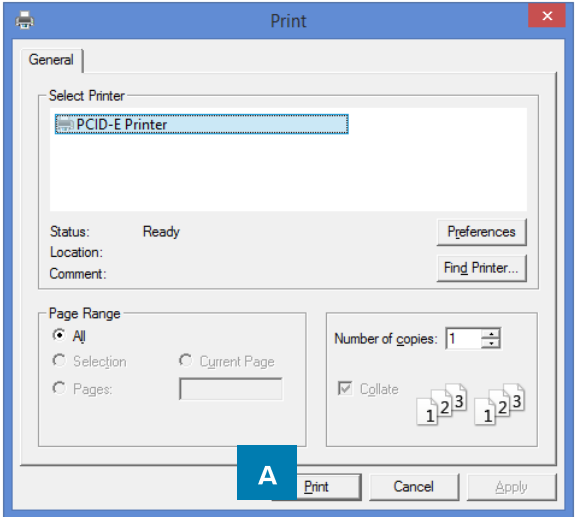 Print
General
Select Printer
PCID-E Printer
Status: Ready
Location:
Comment:
Preferences
Find Printer...
Page Range
All
Selection Current Page
Pages:
Number of copies: 1
Collate
1 2 3 1 2 3
A
Print Cancel Apply